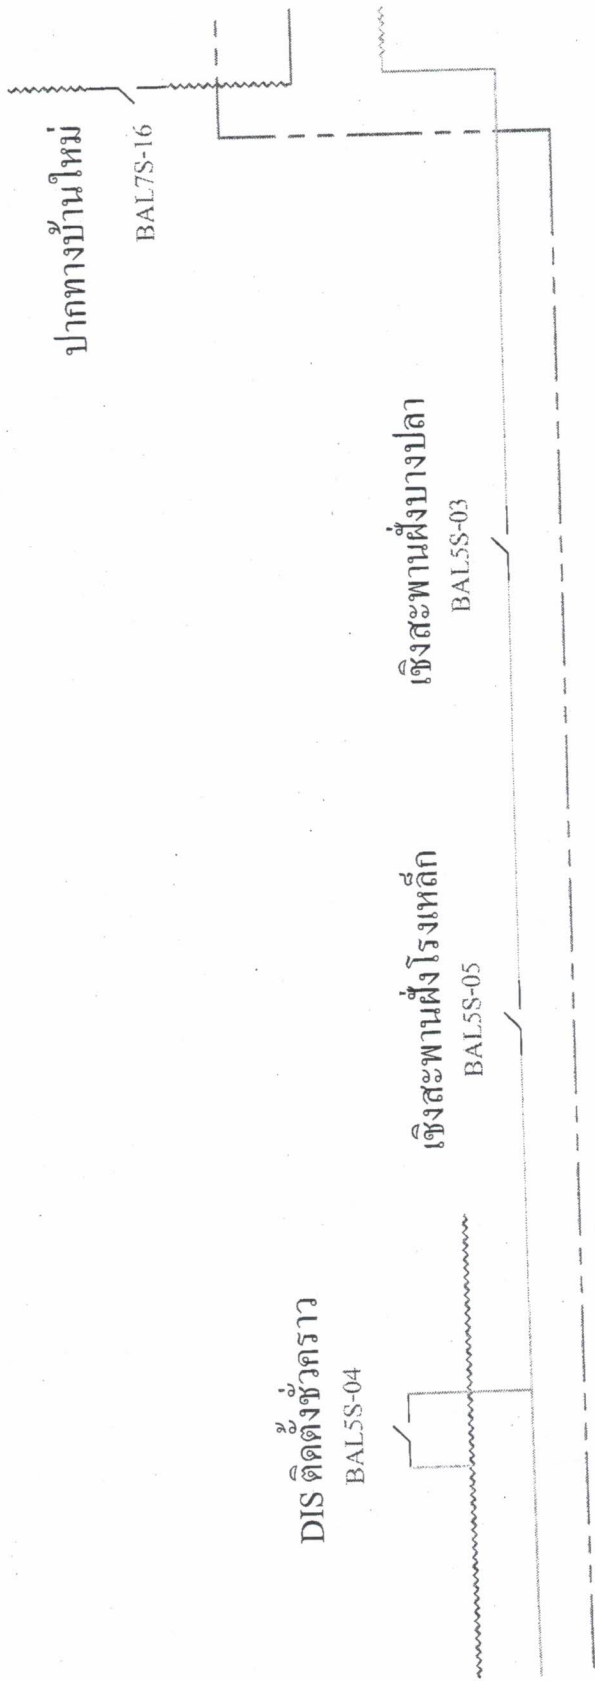 ปากทางบ้านใหม่
BAL7S-16
เชิงสะพานฝั่งบางปลา
BAL5S-03
เชิงสะพานฝั่งโรงเหล็ก
BAL5S-05
DIS ติดตั้งชั่วคราว
BAL5S-04